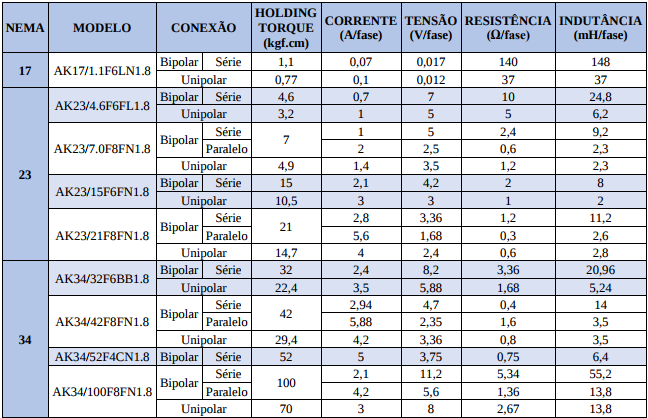 NEMA MODELO CONEXÃO HOLDING TORQUE (kgf.cm) CORRENTE (A/fase) TENSÃO (V/fase) RESISTÊNCIA (Ω/fase) INDUTÂNCIA (mH/fase)
17 AK17/1.1F6LN1.8 Bipolar Série 1,1 0,07 0,017 140 148
Unipolar 0,77 0,1 0,012 37 37
23 AK23/4.6F6FL1.8 Bipolar Série 4,6 0,7 7 10 24,8
Unipolar 3,2 1 5 5 6,2
AK23/7.0F8FN1.8 Bipolar Série 7 1 5 2,4 9,2
Paralelo 2 2,5 0,6 2,3
Unipolar 4,9 1,4 3,5 1,2 2,3
AK23/15F6FN1.8 Bipolar Série 15 2,1 4,2 2 8
Unipolar 10,5 3 3 1 2
AK23/21F8FN1.8 Bipolar Série 21 2,8 3,36 1,2 11,2
Paralelo 5,6 1,68 0,3 2,6
Unipolar 14,7 4 2,4 0,6 2,8
34 AK34/32F6BB1.8 Bipolar Série 32 2,4 8,2 3,36 20,96
Unipolar 22,4 3,5 5,88 1,68 5,24
AK34/42F8FN1.8 Bipolar Série 42 2,94 4,7 0,4 14
Paralelo 5,88 2,35 1,6 3,5
Unipolar 29,4 4,2 3,36 0,8 3,5
AK34/52F4CN1.8 Bipolar Série 52 5 3,75 0,75 6,4
AK34/100F8FN1.8 Bipolar Série 100 2,1 11,2 5,34 55,2
Paralelo 4,2 5,6 1,36 13,8
Unipolar 70 3 8 2,67 13,8